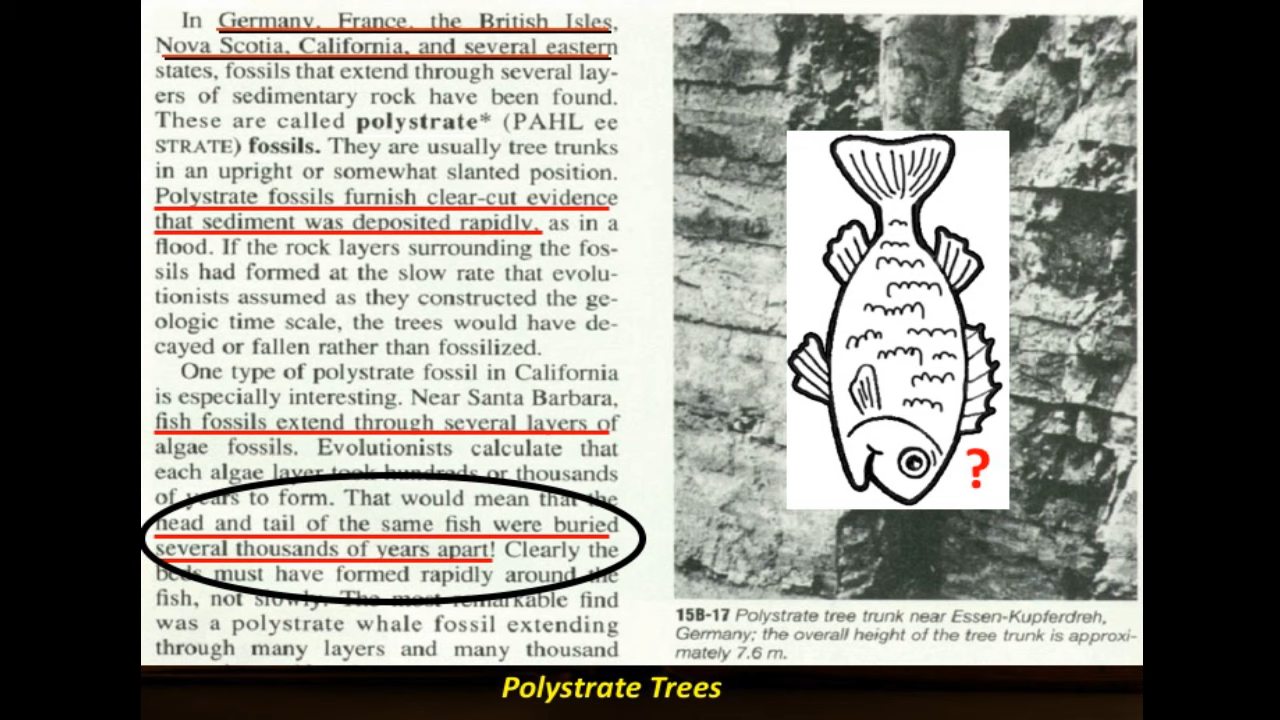 In Germany, France, the British Isles,
Nova Scotia, California, and several eastern
states, fossils that extend through several lay-
ers of sedimentary rock have been found.
These are called polystrate* (PAHL ee
STRATE) fossils. They are usually tree trunks
in an upright or somewhat slanted position.
Polystrate fossils furnish clear-cut evidence
that sediment was deposited rapidly, as in a
flood. If the rock layers surrounding the fos-
sils had formed at the slow rate that evolu-
tionists assumed as they constructed the ge-
ologic time scale, the trees would have de-
cayed or fallen rather than fossilized.
One type of polystrate fossil in California
is especially interesting. Near Santa Barbara,
fish fossils extend through several layers of
algae fossils. Evolutionists calculate that
each algae layer took hundreds or thousands
of years to form. That would mean that the
head and tail of the same fish were buried
several thousands of years apart! Clearly the
beds must have formed rapidly around the
fish, not slowly. The most remarkable find
was a polystrate whale fossil extending
through many layers and many thousand
?
15B-17 Polystrate tree trunk near Essen-Kupferdreh,
Germany; the overall height of the tree trunk is approxi-
mately 7.6 m.
Polystrate Trees